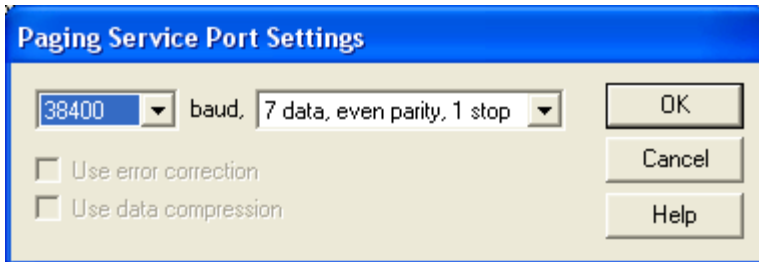 Paging Service Port Settings
38400 baud, 7 data, even parity, 1 stop OK
Use error correction Cancel
Use data compression Help